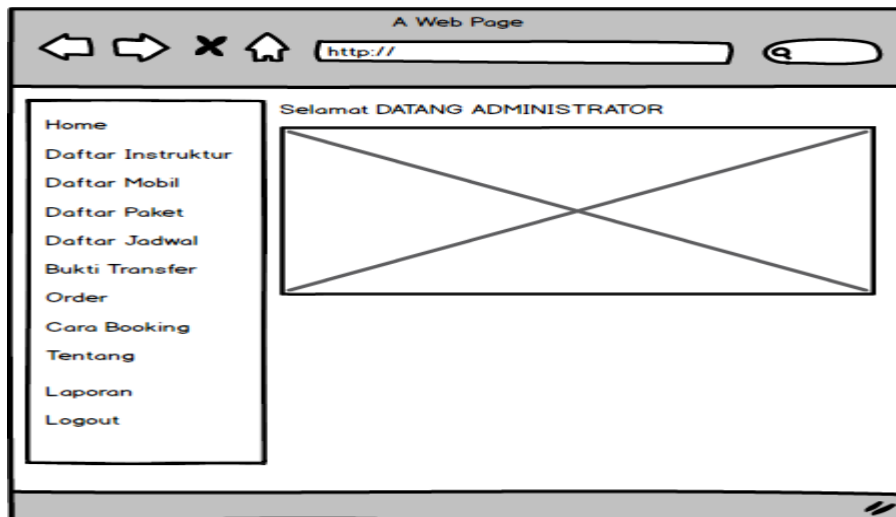 A Web Page
http://
Selamat DATANG ADMINISTRATOR
Home
Daftar Instruktur
Daftar Mobil
Daftar Paket
Daftar Jadwal
Bukti Transfer
Order
Cara Booking
Tentang
Laporan
Logout